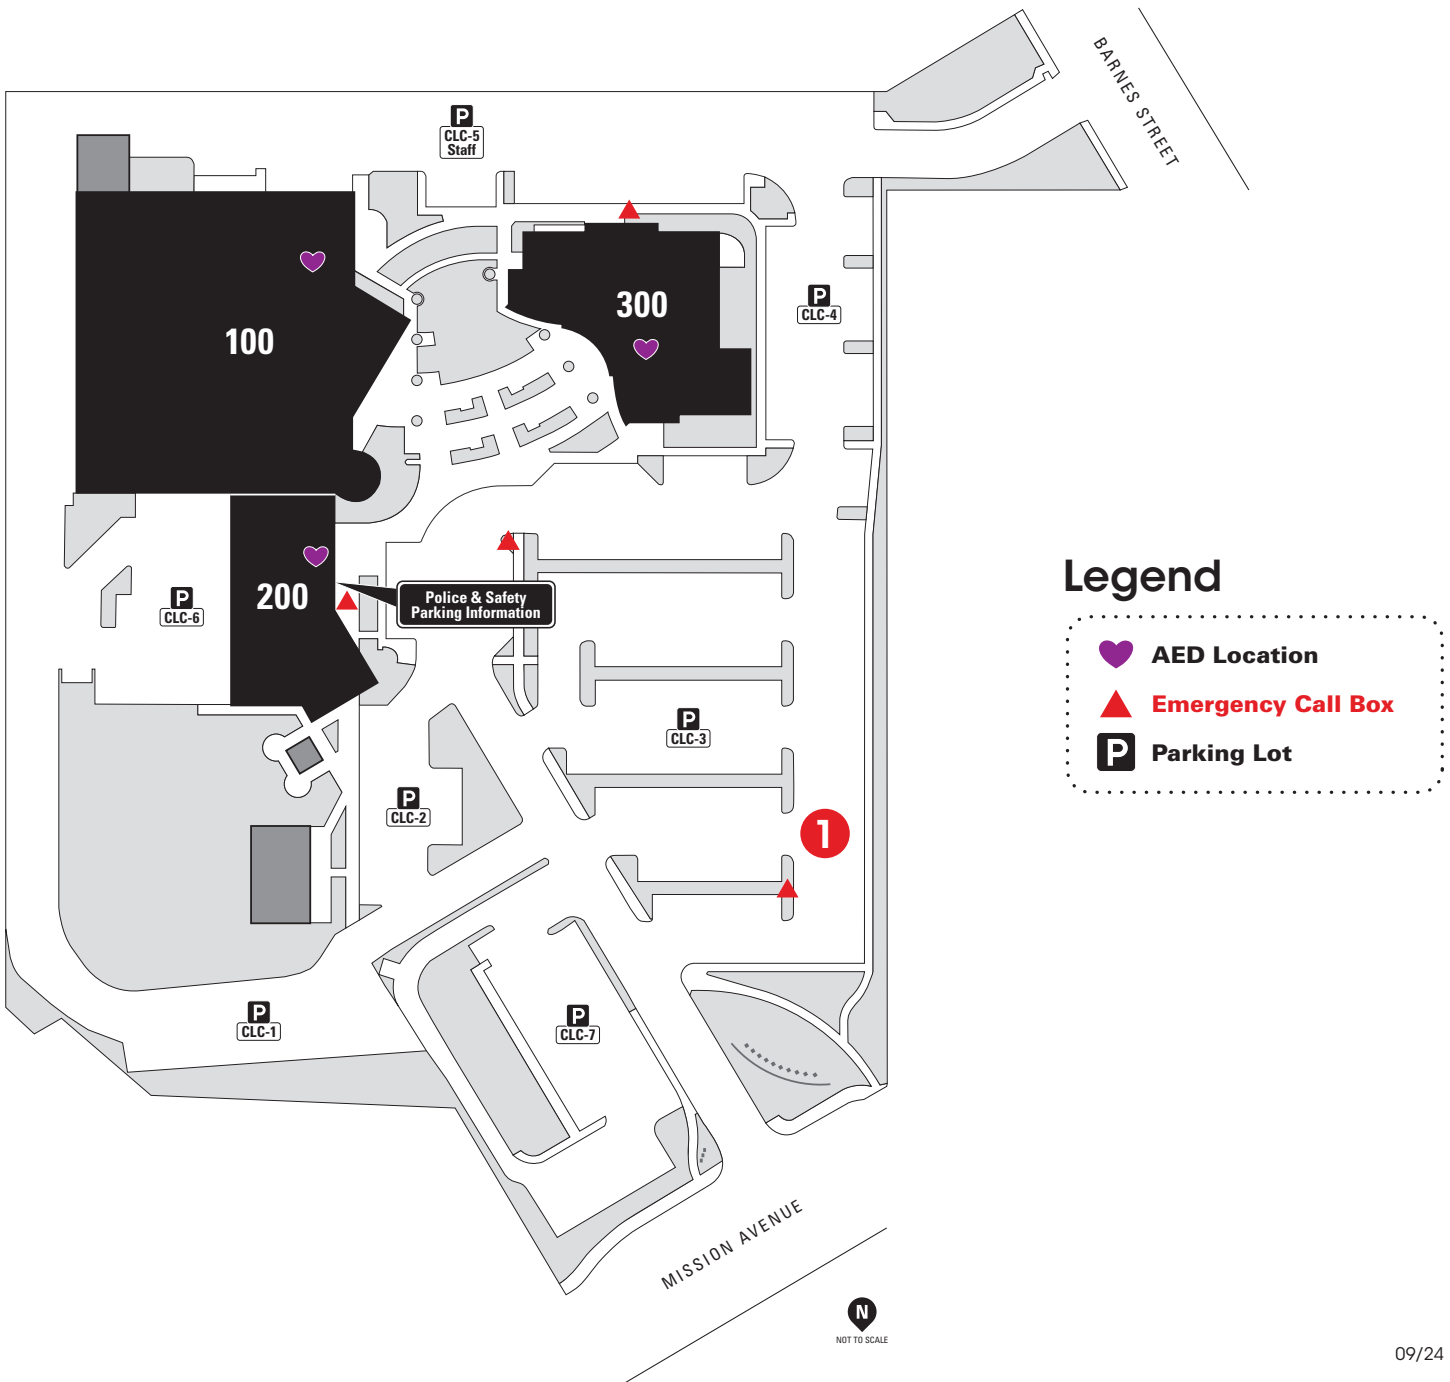 BARNES STREET
P
CLC-5
Staff
P
CLC-4
100
300
200
P
CLC-6
Police & Safety
Parking Information
P
CLC-3
P
CLC-2
1
P
CLC-1
P
CLC-7
MISSION AVENUE
N
NOT TO SCALE
Legend
AED Location
Emergency Call Box
P Parking Lot
09/24